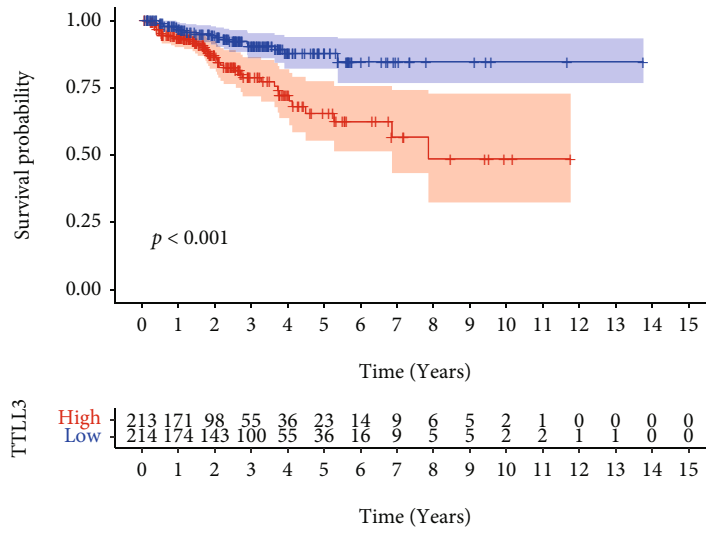 1.00
0.75
0.50
0.25
0.00
Survival probability
p < 0.001
0 1 2 3 4 5 6 7 8 9 10 11 12 13 14 15
Time (Years)
TTLL3
High 213 171 98 55 36 23 14 9 6 5 2 1 0 0 0 0
Low 214 174 143 100 55 36 16 9 5 5 2 2 1 1 0 0
0 1 2 3 4 5 6 7 8 9 10 11 12 13 14 15
Time (Years)